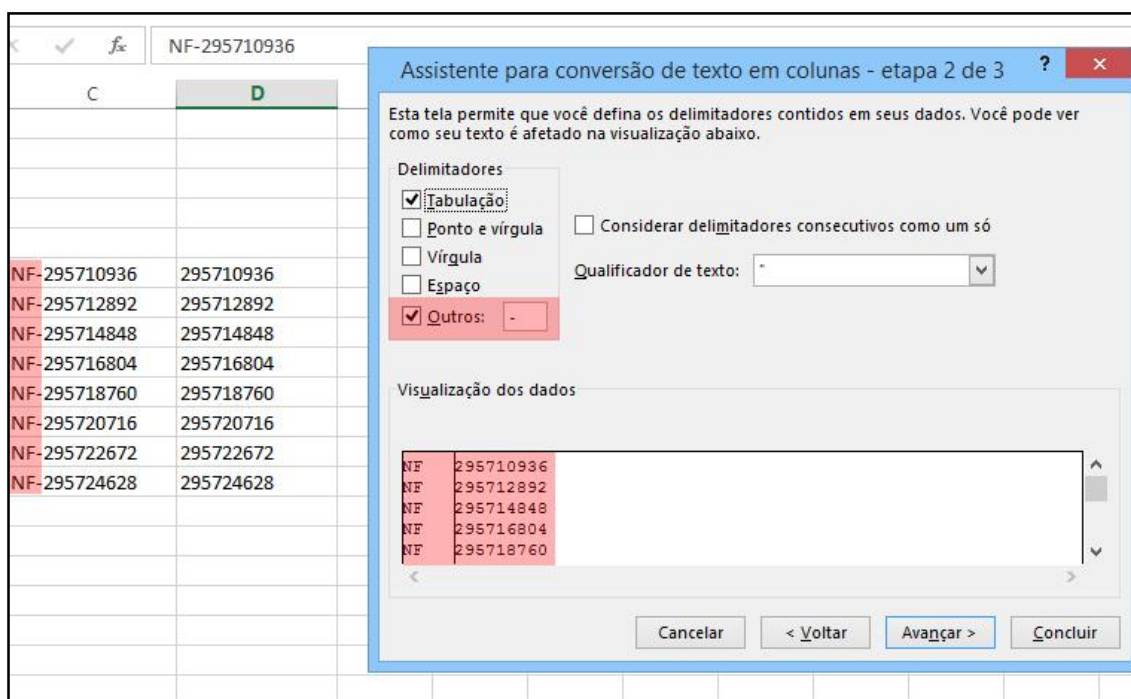 fx NF-295710936
C D
NF-295710936 295710936
NF-295712892 295712892
NF-295714848 295714848
NF-295716804 295716804
NF-295718760 295718760
NF-295720716 295720716
NF-295722672 295722672
NF-295724628 295724628
Assistente para conversão de texto em colunas - etapa 2 de 3 ?
Esta tela permite que você defina os delimitadores contidos em seus dados. Você pode ver
como seu texto é afetado na visualização abaixo.
Delimitadores
Tabulação
Ponto e vírgula
Vírgula
Espaço
Outros: -
Considerar delimitadores consecutivos como um só
Qualificador de texto: "
Visualização dos dados
NF 295710936
NF 295712892
NF 295714848
NF 295716804
NF 295718760
Cancelar < Voltar Avançar > Concluir